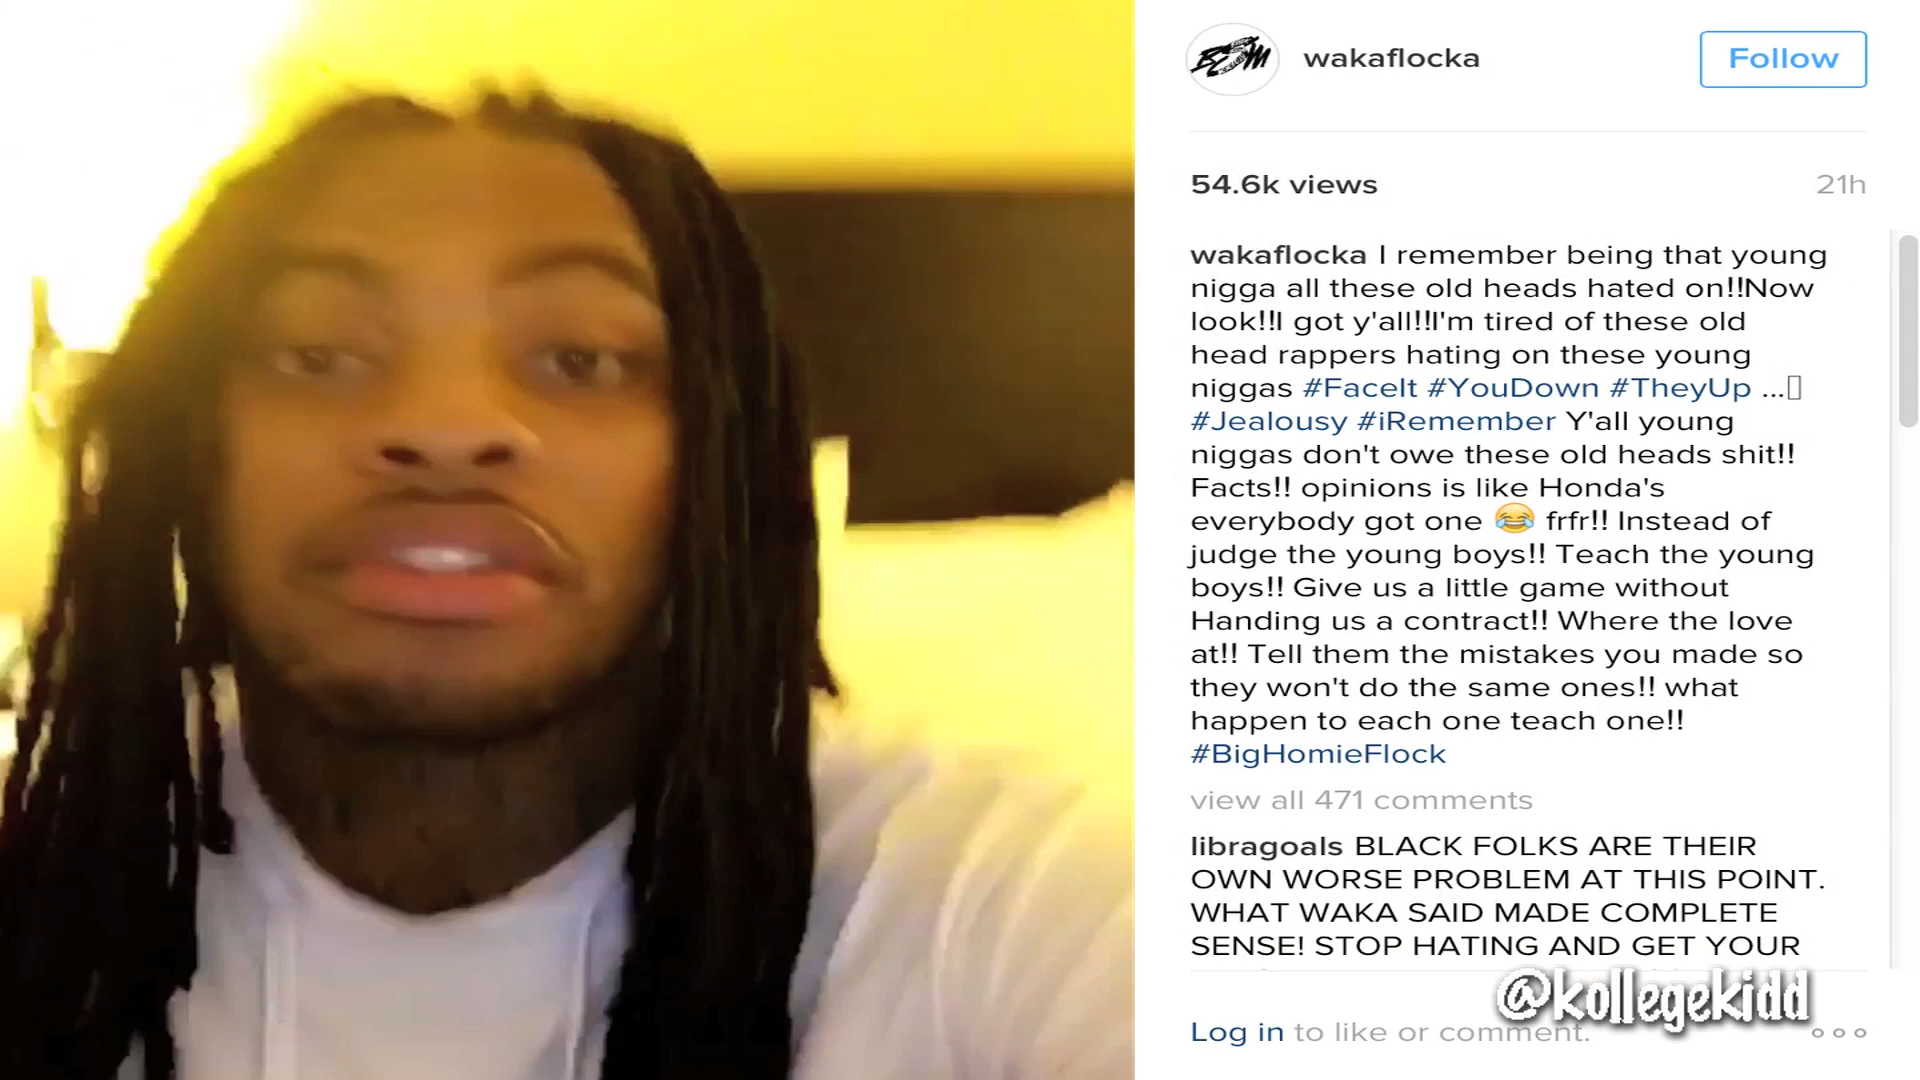 BSM
wakaflocka
Follow
54.6k views
21h
wakaflocka I remember being that young
nigga all these old heads hated on!!Now
look!!I got y'all!!I'm tired of these old
head rappers hating on these young
niggas #FaceIt #YouDown #TheyUp ...
#Jealousy #iRemember Y'all young
niggas don't owe these old heads shit!!
Facts!! opinions is like Honda's
everybody got one 😂 frfr!! Instead of
judge the young boys!! Teach the young
boys!! Give us a little game without
Handing us a contract!! Where the love
at!! Tell them the mistakes you made so
they won't do the same ones!! what
happen to each one teach one!!
#BigHomieFlock
view all 471 comments
libragoals BLACK FOLKS ARE THEIR
OWN WORSE PROBLEM AT THIS POINT.
WHAT WAKA SAID MADE COMPLETE
SENSE! STOP HATING AND GET YOUR
@kollegekidd
Log in to like or comment.